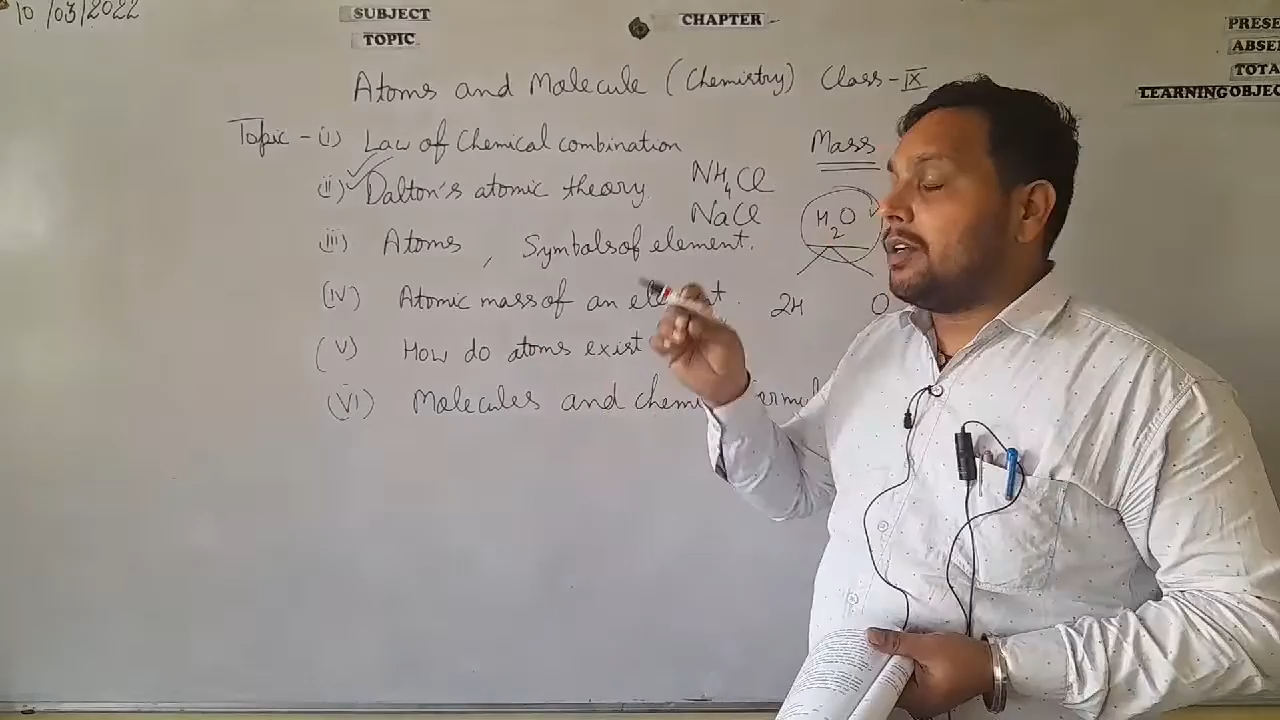 10/03/2022
SUBJECT
CHAPTER -
PRESE
TOPIC
ABSE
TOTA
LEARNING OBJEC
Atoms and Molecule (Chemistry) Class - IX
Topic - (i) Law of Chemical combination
Mass
(ii) Dalton's atomic theory
NH4Cl
NaCl
H2O
(iii) Atoms, Symbols of element.
(iv) Atomic mass of an
2H
O
(v) How do atoms exist
(vi) Molecules and